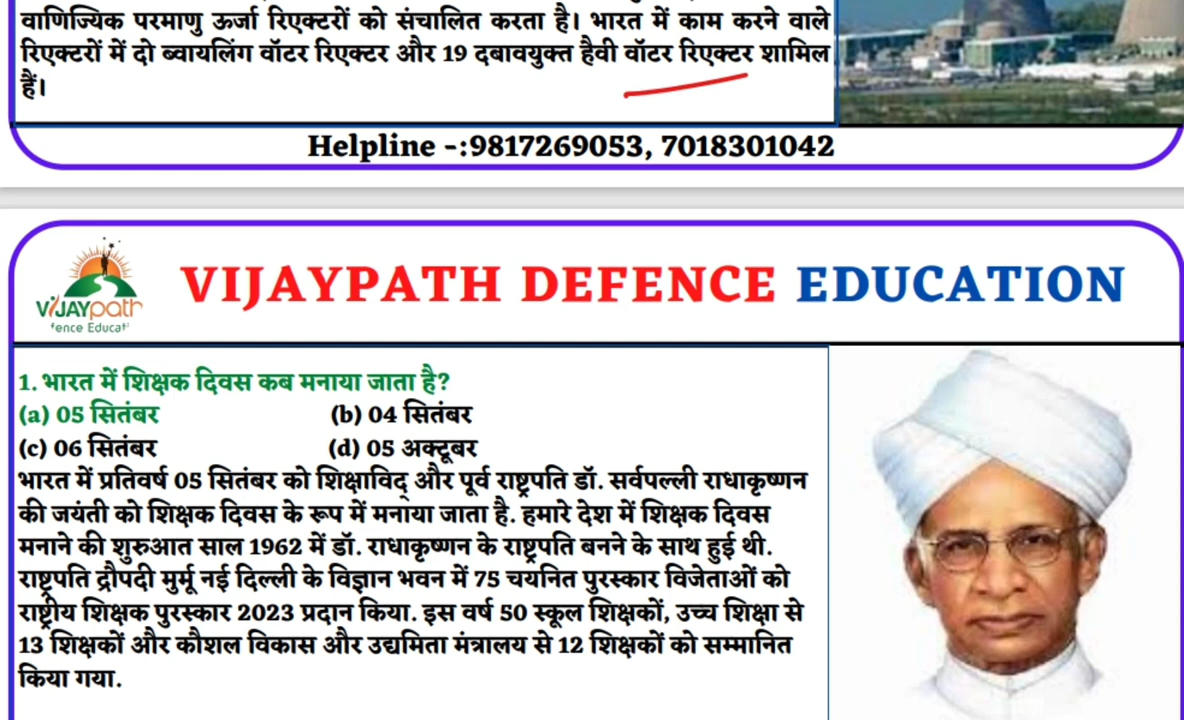 वाणिज्यिक परमाणु ऊर्जा रिएक्टरों को संचालित करता है। भारत में काम करने वाले
रिएक्टरों में दो ब्वायलिंग वॉटर रिएक्टर और 19 दबावयुक्त हैवी वॉटर रिएक्टर शामिल
हैं।
Helpline -:9817269053, 7018301042
VIJAYpath
fence Educati
VIJAYPATH DEFENCE EDUCATION
1. भारत में शिक्षक दिवस कब मनाया जाता है?
(a) 05 सितंबर (b) 04 सितंबर
(c) 06 सितंबर (d) 05 अक्टूबर
भारत में प्रतिवर्ष 05 सितंबर को शिक्षाविद् और पूर्व राष्ट्रपति डॉ. सर्वपल्ली राधाकृष्णन
की जयंती को शिक्षक दिवस के रूप में मनाया जाता है. हमारे देश में शिक्षक दिवस
मनाने की शुरुआत साल 1962 में डॉ. राधाकृष्णन के राष्ट्रपति बनने के साथ हुई थी.
राष्ट्रपति द्रौपदी मुर्मू नई दिल्ली के विज्ञान भवन में 75 चयनित पुरस्कार विजेताओं को
राष्ट्रीय शिक्षक पुरस्कार 2023 प्रदान किया. इस वर्ष 50 स्कूल शिक्षकों, उच्च शिक्षा से
13 शिक्षकों और कौशल विकास और उद्यमिता मंत्रालय से 12 शिक्षकों को सम्मानित
किया गया.